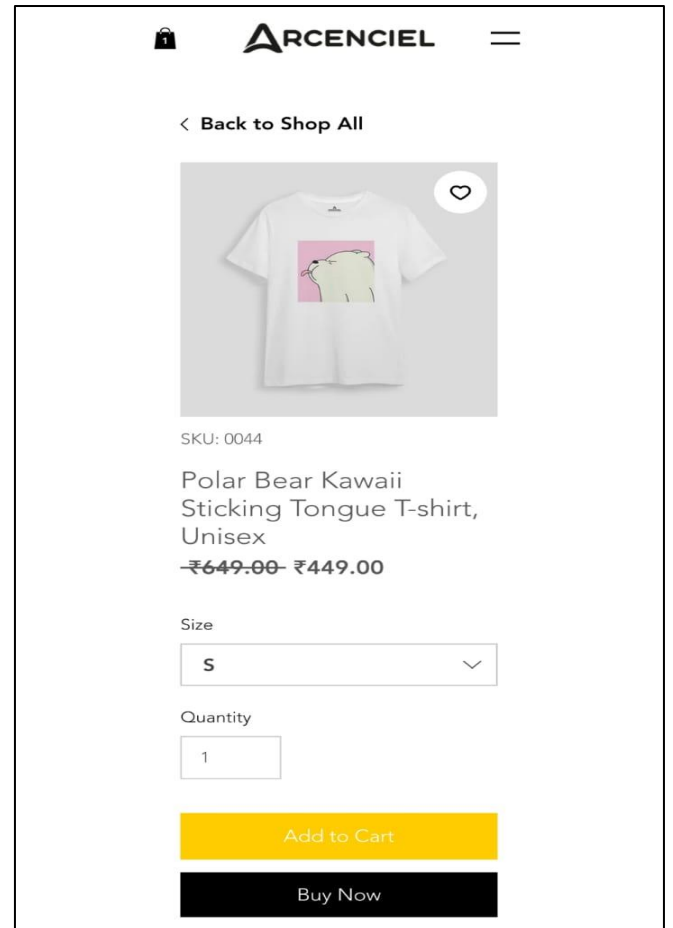 1
ARCENCIEL
< Back to Shop All
SKU: 0044
Polar Bear Kawaii
Sticking Tongue T-shirt,
Unisex
₹649.00 ₹449.00
Size
S
Quantity
1
Add to Cart
Buy Now